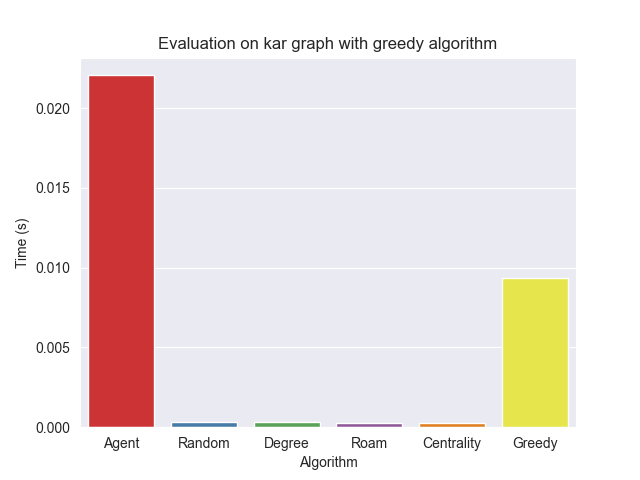 Evaluation on kar graph with greedy algorithm
0.020
0.015
0.010
0.005
0.000
Time (s)
Agent Random Degree Roam Centrality Greedy
Algorithm